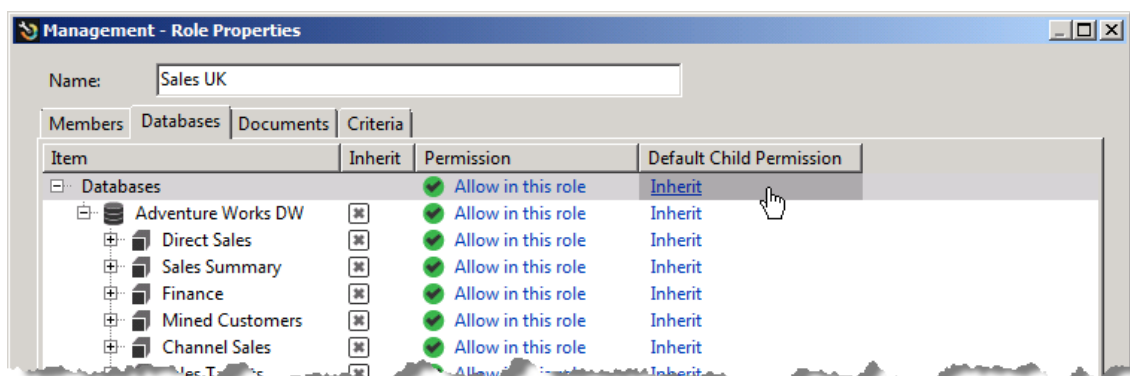 Management - Role Properties
Name: Sales UK
Members Databases Documents Criteria
Item Inherit Permission Default Child Permission
Databases Allow in this role Inherit
Adventure Works DW Allow in this role Inherit
Direct Sales Allow in this role Inherit
Sales Summary Allow in this role Inherit
Finance Allow in this role Inherit
Mined Customers Allow in this role Inherit
Channel Sales Allow in this role Inherit